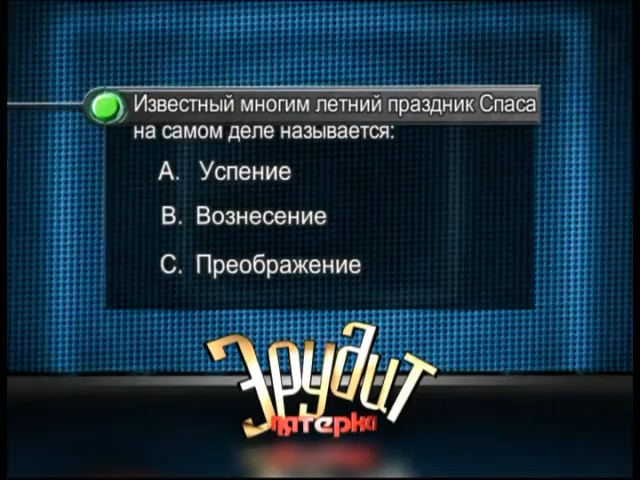 Известный многим летний праздник Спаса
на самом деле называется:
A. Успение
B. Вознесение
C. Преображение
Эрудит
пятерка